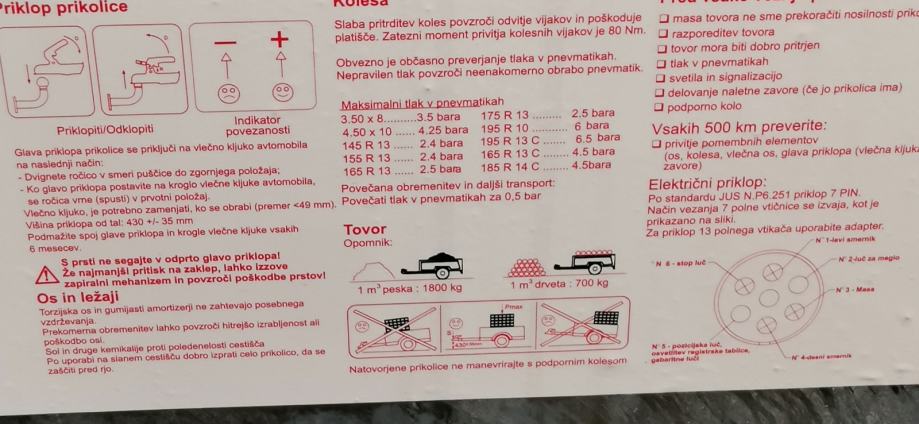 Priklop prikolice
Priklopiti/Odklopiti
− +
Indikator
povezanosti
Glava priklopa prikolice se priključi na vlečno kljuko avtomobila
na naslednji način:
- Dvignete ročico v smeri puščice do zgornjega položaja;
- Ko glavo priklopa postavite na kroglo vlečne kljuke avtomobila,
se ročica vrne (spusti) v prvotni položaj.
Vlečno kljuko, je potrebno zamenjati, ko se obrabi (premer <49 mm).
Višina priklopa od tal: 430 +/- 35 mm
Podmažite spoj glave priklopa in krogle vlečne kljuke vsakih
6 mesecev.
S prsti ne segajte v odprto glavo priklopa!
Že najmanjši pritisk na zaklep, lahko izzove
zapiralni mehanizem in povzroči poškodbe prstov!
Os in ležaji
Torzijska os in gumijasti amortizerji ne zahtevajo posebnega
vzdrževanja.
Prekomerna obremenitev lahko povzroči hitrejšo izrabljenost ali
poškodbo osi.
Sol in druge kemikalije proti poledenelosti cestišča
Po uporabi na slanem cestišču dobro izprati celo prikolico, da se
zaščiti pred rjo.
Kolesa
Slaba pritrditev koles povzroči odvitje vijakov in poškoduje
platišče. Zatezni moment privitja kolesnih vijakov je 80 Nm.
Obvezno je občasno preverjanje tlaka v pnevmatikah.
Nepravilen tlak povzroči neenakomerno obrabo pnevmatik.
Maksimalni tlak v pnevmatikah
3.50 x 8..........3.5 bara 175 R 13 ........... 2.5 bara
4.50 x 10 ...... 4.25 bara 195 R 10 .......... 6 bara
145 R 13 ...... 2.4 bara 195 R 13 C ....... 6.5 bara
155 R 13 ...... 2.4 bara 165 R 13 C ....... 4.5 bara
165 R 13 ...... 2.5 bara 185 R 14 C ....... 4.5bara
Povečana obremenitev in daljši transport:
Povečati tlak v pnevmatikah za 0,5 bar
Tovor
Opomnik:
1 m³ peska : 1800 kg 1 m³ drveta : 700 kg
Pmax
Natovorjene prikolice ne manevrirajte s podpornim kolesom
masa tovora ne sme prekoračiti nosilnosti
razporeditev tovora
tovor mora biti dobro pritrjen
tlak v pnevmatikah
svetila in signalizacijo
delovanje naletne zavore (če jo prikolica ima)
podporno kolo
Vsakih 500 km preverite:
privitje pomembnih elementov
(os, kolesa, vlečna os, glava priklopa (vlečna kljuka
zavore)
Električni priklop:
Po standardu JUS N.P6.251 priklop 7 PIN.
Način vezanja 7 polne vtičnice se izvaja, kot je
prikazano na sliki.
Za priklop 13 polnega vtikača uporabite adapter.
N° 1-levi smernik
N° 2-luč za meglo
N° 3 - Masa
N° 4-desni smernik
N° 5 - pozicijska luč,
osvetlitev registrske tablice,
gabaritne luči
N° 6 - stop luč